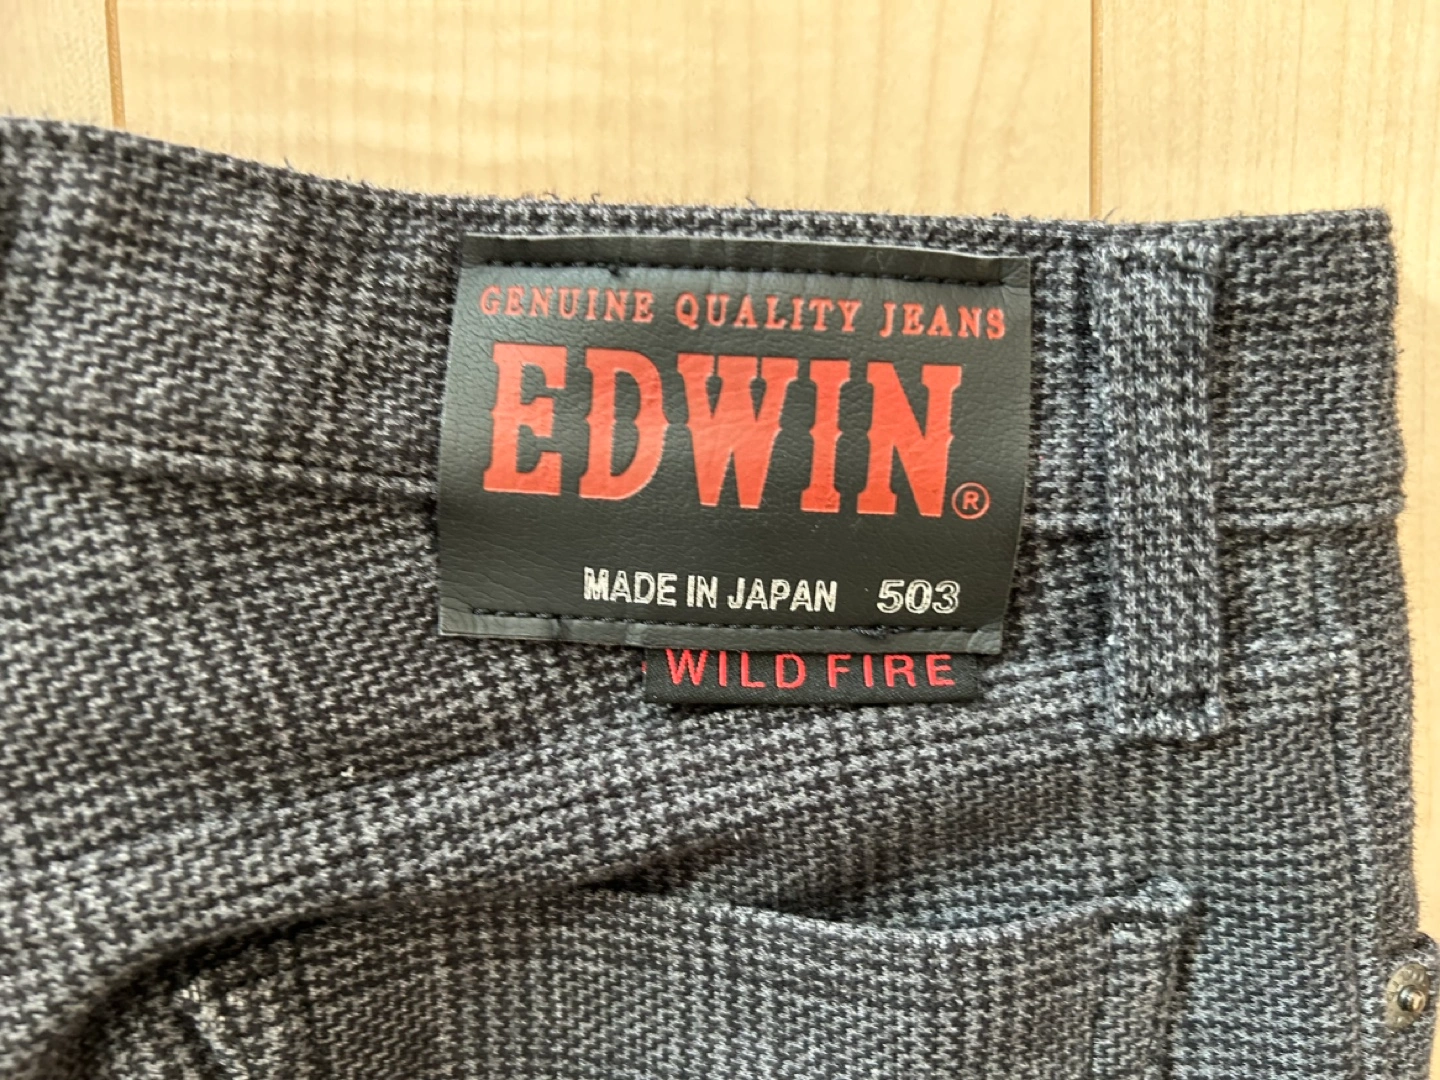 GENUINE QUALITY JEANS
EDWIN®
MADE IN JAPAN 503
WILD FIRE